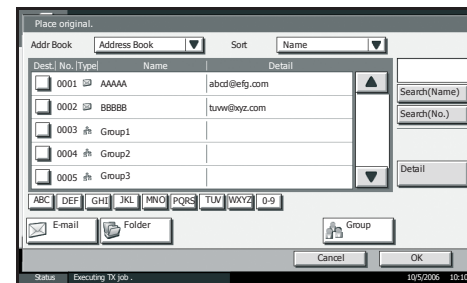 Place original.
Addr Book Address Book Sort Name
Dest. No. Type Name Detail
0001 AAAAA abcd@efg.com
0002 BBBBB tuvw@xyz.com
Search(Name)
0003 Group1
Search(No.)
0004 Group2
0005 Group3
Detail
ABC DEF GHI JKL MNO PQRS TUV WXYZ 0-9
E-mail Folder Group
Cancel OK
Status Executing TX job. 10/5/2006 10:10